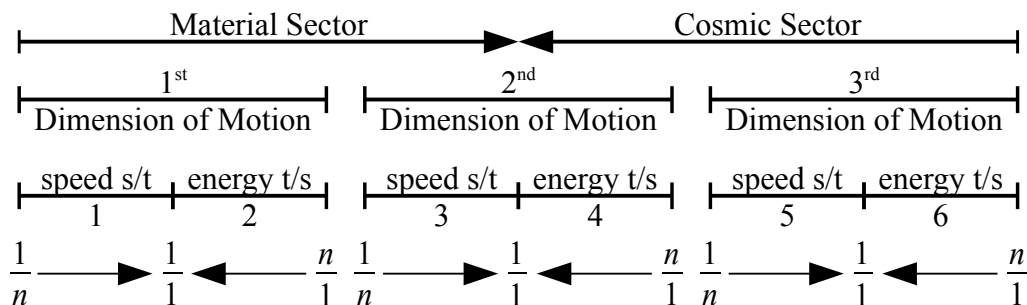 Material Sector Cosmic Sector
1st 2nd 3rd
Dimension of Motion Dimension of Motion Dimension of Motion
speed s/t energy t/s speed s/t energy t/s speed s/t energy t/s
1 2 3 4 5 6
1/n 1/1 n/1 1/n 1/1 n/1 1/n 1/1 n/1